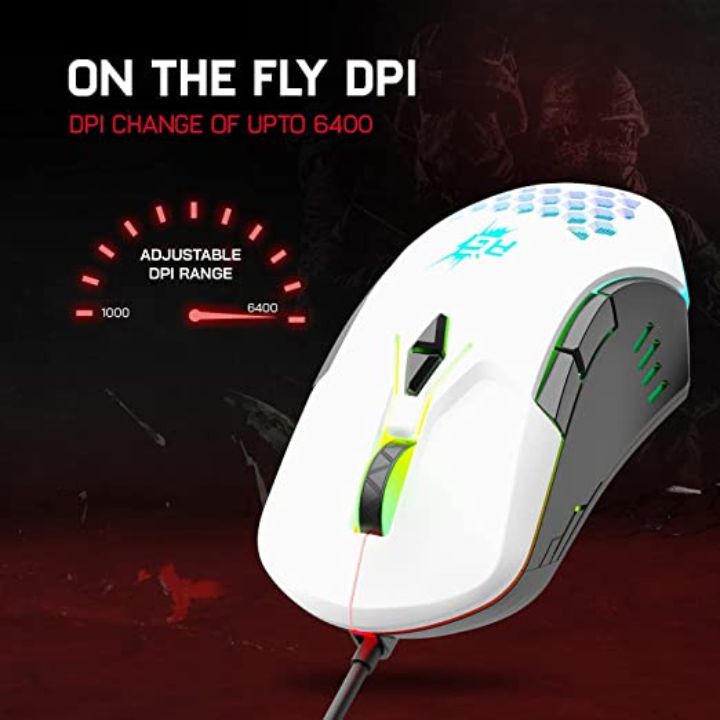 ON THE FLY DPI
DPI CHANGE OF UPTO 6400
ADJUSTABLE
DPI RANGE
1000
6400